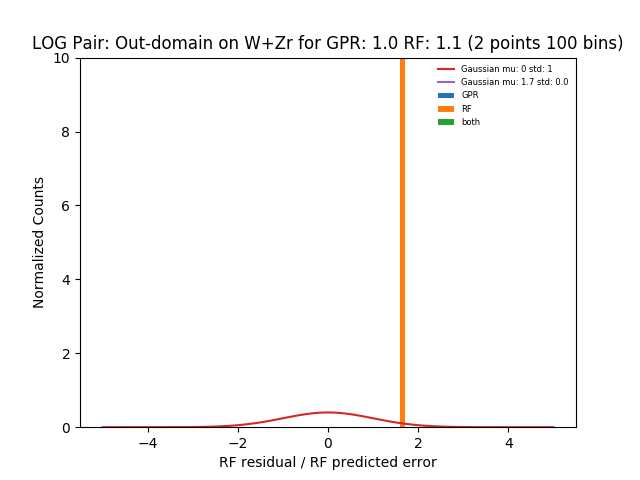 LOG Pair: Out-domain on W+Zr for GPR: 1.0 RF: 1.1 (2 points 100 bins)
Gaussian mu: 0 std: 1
Gaussian mu: 1.7 std: 0.0
GPR
RF
both
Normalized Counts
10
8
6
4
2
0
−4
−2
0
2
4
RF residual / RF predicted error